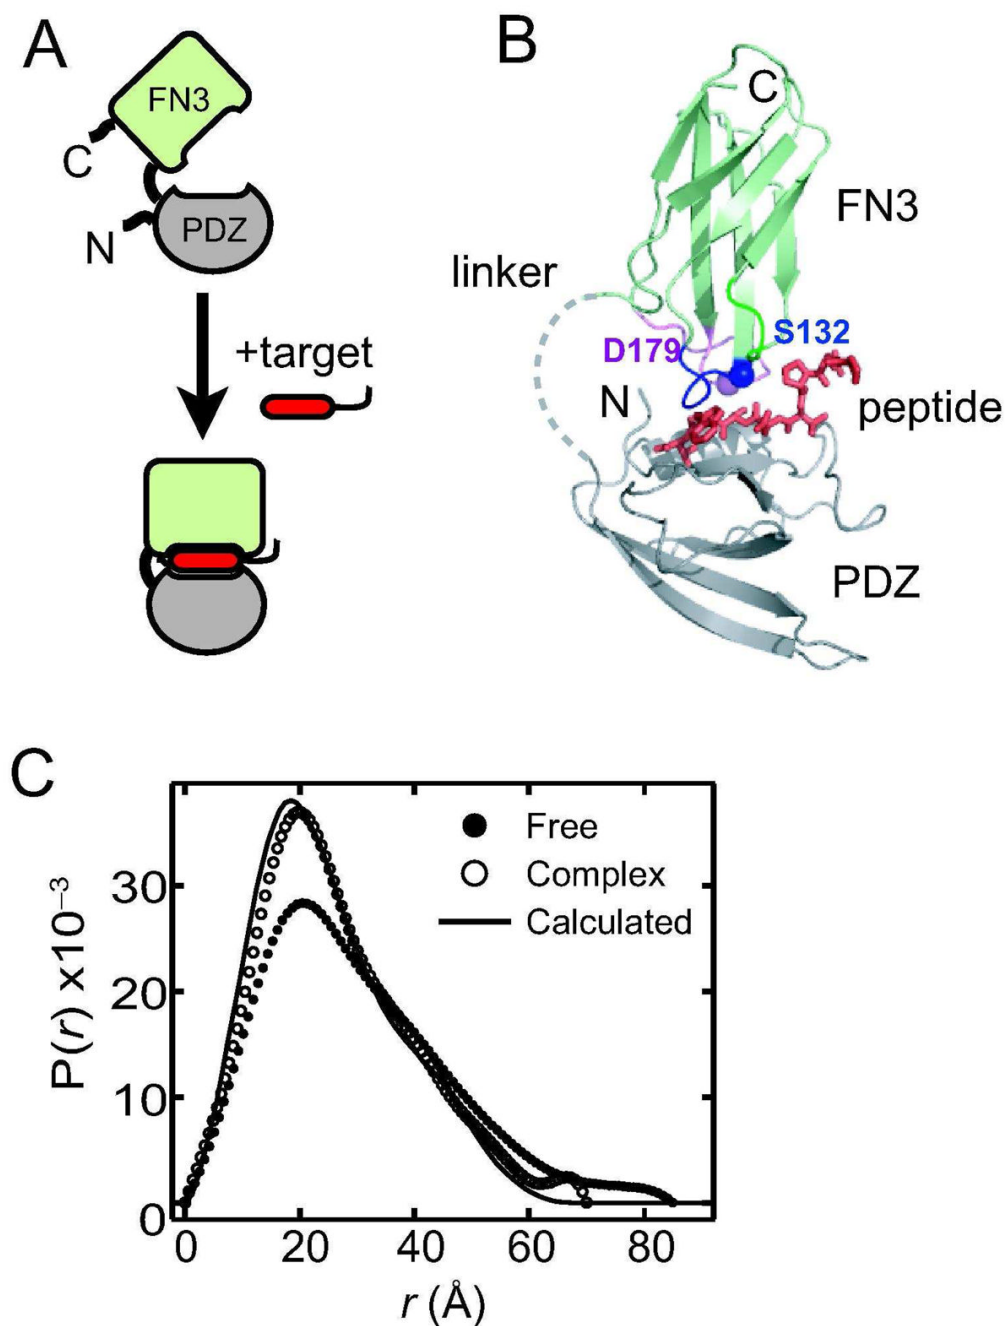 A
FN3
C
PDZ
N
+target
B
C
FN3
linker
S132
D179
N
peptide
PDZ
C
Free
Complex
Calculated
P(r) x10⁻³
30
20
10
0
0 20 40 60 80
r (Å)